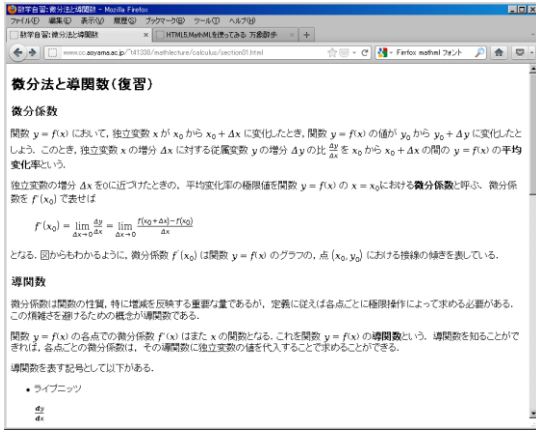 数学自習:微分法と導関数 - Mozilla Firefox
ファイル(F) 編集(E) 表示(V) 履歴(S) ブックマーク(B) ツール(T) ヘルプ(H)
数学自習:微分法と導関数 × HTML5,MathMLを使ってみる 万象酔歩 × +
www.cc.aoyama.ac.jp/~t41338/mathlecture/calculus/section01.html Firefox mathml フォント
微分法と導関数(復習)
微分係数
関数 y = f(x) において, 独立変数 x が x₀ から x₀ + Δx に変化したとき, 関数 y = f(x) の値が y₀ から y₀ + Δy に変化したと
しよう. このとき, 独立変数 x の増分 Δx に対する従属変数 y の増分 Δy の比 Δy/Δx を x₀ から x₀ + Δx の間の y = f(x) の平均
変化率という.
独立変数の増分 Δx を0に近づけたときの, 平均変化率の極限値を関数 y = f(x) の x = x₀における微分係数と呼ぶ. 微分係
数を f′(x₀) で表せば
f′(x₀) = lim Δx→0 Δy/Δx = lim Δx→0 f(x₀+Δx)−f(x₀)/Δx
となる. 図からもわかるように, 微分係数 f′(x₀) は関数 y = f(x) のグラフの, 点 (x₀, y₀) における接線の傾きを表している.
導関数
微分係数は関数の性質, 特に増減を反映する重要な量であるが, 定義に従えば各点ごとに極限操作によって求める必要がある.
この煩雑さを避けるための概念が導関数である.
関数 y = f(x) の各点での微分係数 f′(x) はまた x の関数となる. これを関数 y = f(x) の導関数という. 導関数を知ることがで
きれば, 各点ごとの微分係数は, その導関数に独立変数の値を代入することで求めることができる.
導関数を表す記号として以下がある.
• ライプニッツ
dy/dx